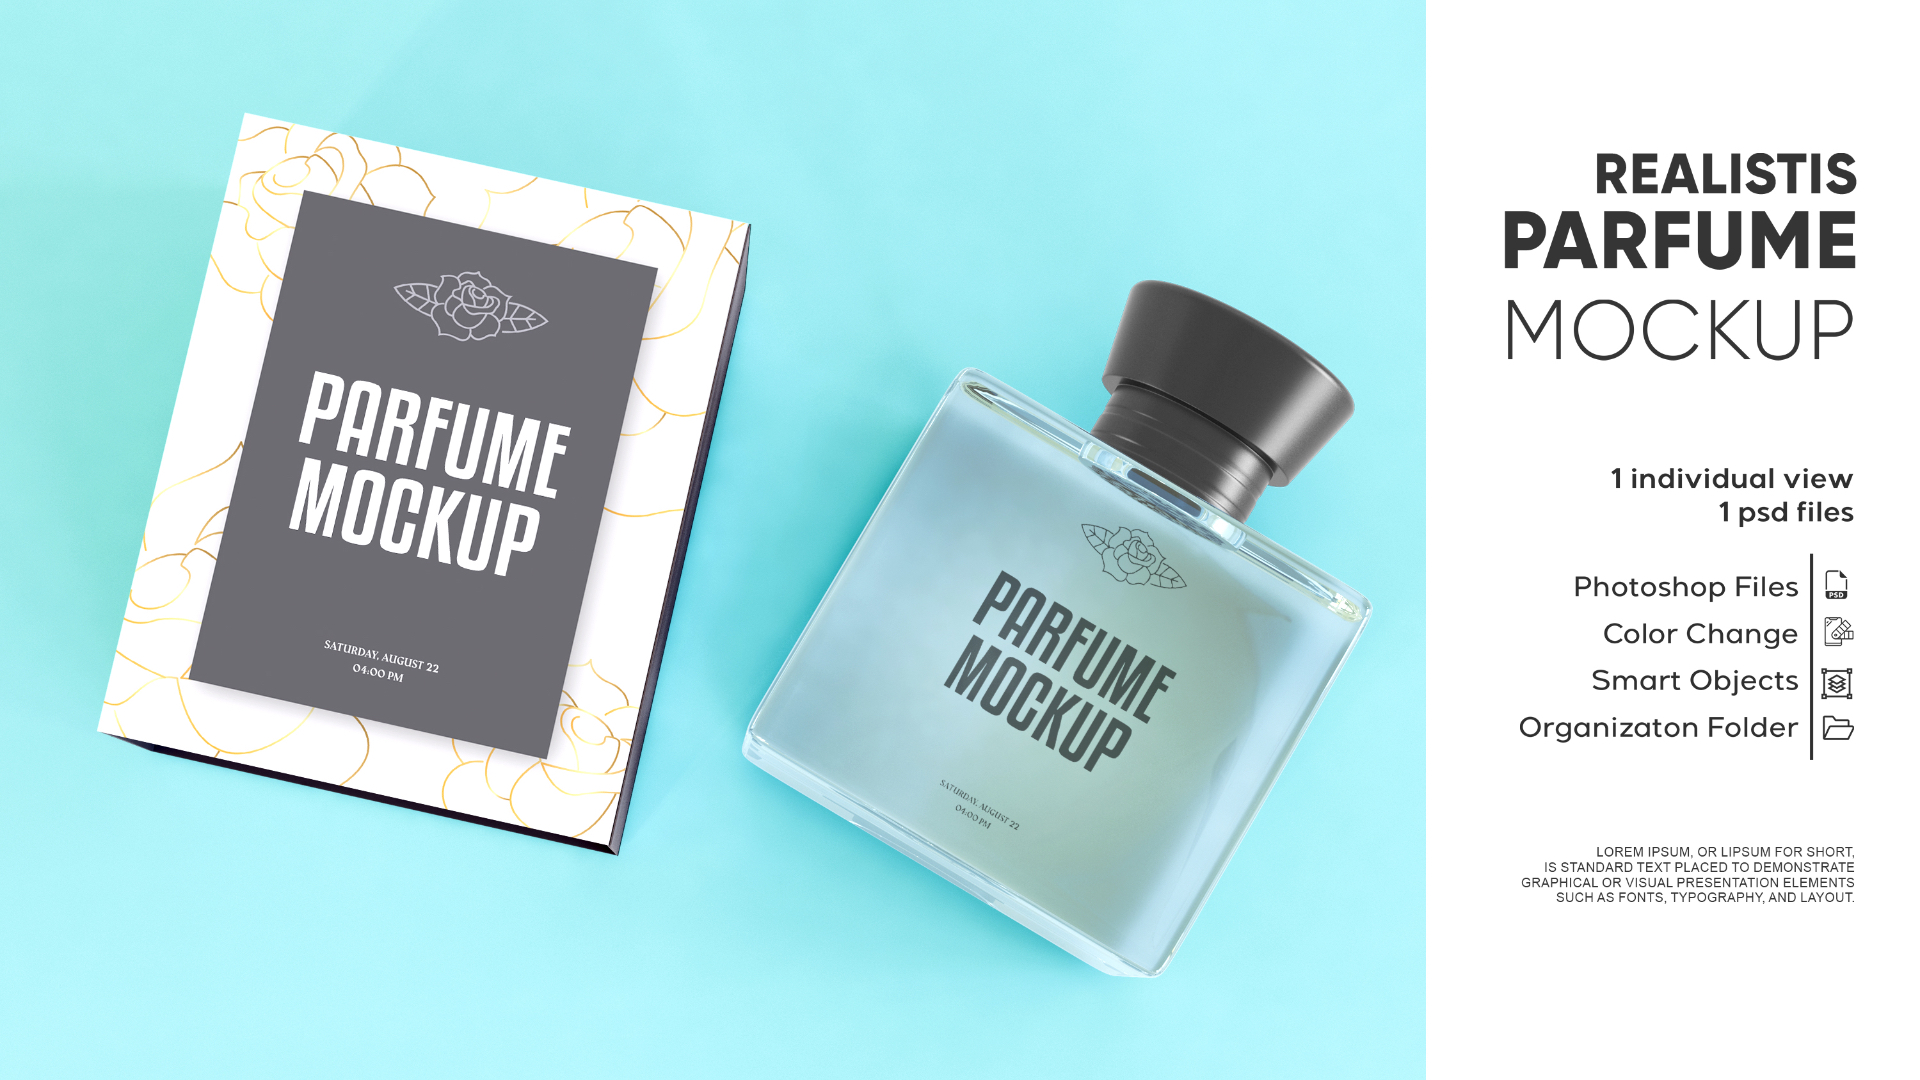 PARFUME
MOCKUP
SATURDAY, AUGUST 22
04:00 PM
PARFUME
MOCKUP
SATURDAY, AUGUST 22
04:00 PM
REALISTIS
PARFUME
MOCKUP
1 individual view
1 psd files
Photoshop Files
PSD
Color Change
Smart Objects
Organizaton Folder
LOREM IPSUM, OR LIPSUM FOR SHORT,
IS STANDARD TEXT PLACED TO DEMONSTRATE
GRAPHICAL OR VISUAL PRESENTATION ELEMENTS
SUCH AS FONTS, TYPOGRAPHY, AND LAYOUT.